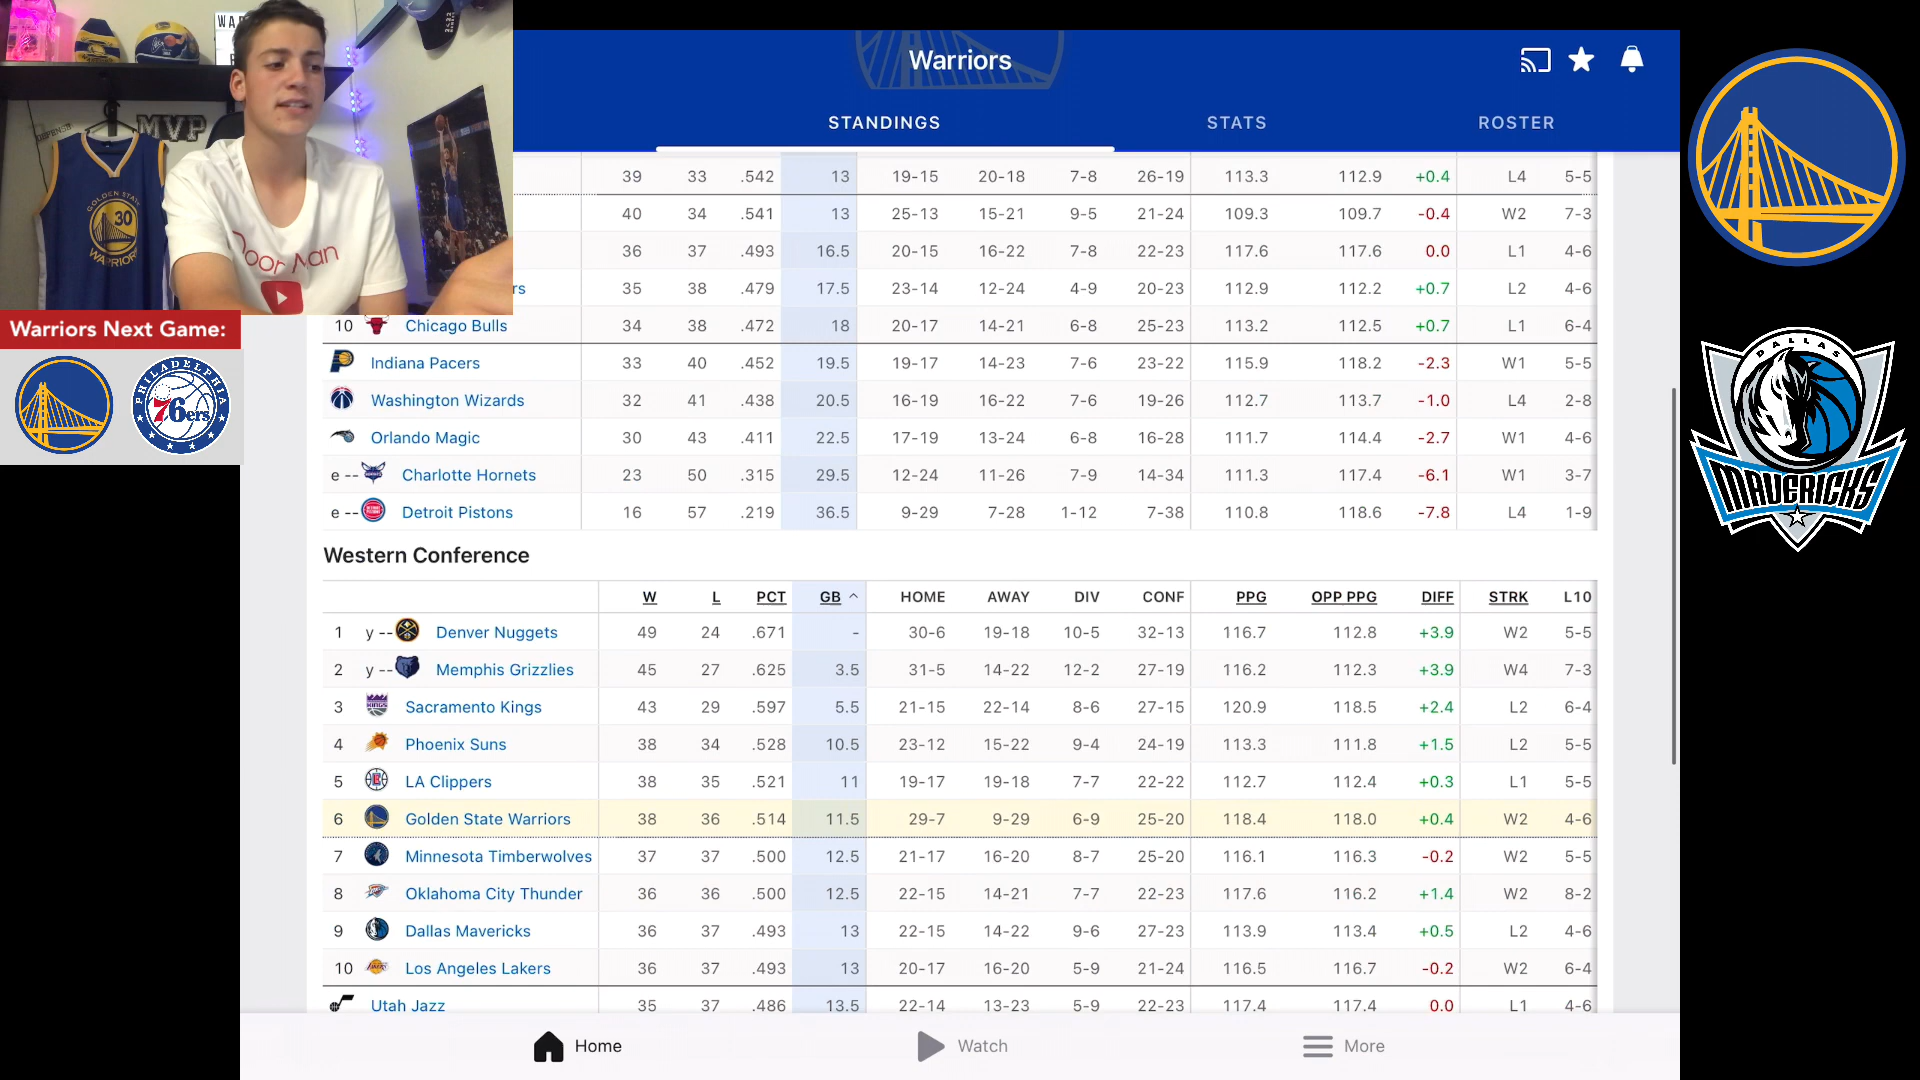 Warriors
STANDINGS STATS ROSTER
39 33 .542 13 19-15 20-18 7-8 26-19 113.3 112.9 +0.4 L4 5-5
40 34 .541 13 25-13 15-21 9-5 21-24 109.3 109.7 -0.4 W2 7-3
36 37 .493 16.5 20-15 16-22 7-8 22-23 117.6 117.6 0.0 L1 4-6
rs 35 38 .479 17.5 23-14 12-24 4-9 20-23 112.9 112.2 +0.7 L2 4-6
10 Chicago Bulls 34 38 .472 18 20-17 14-21 6-8 25-23 113.2 112.5 +0.7 L1 6-4
Indiana Pacers 33 40 .452 19.5 19-17 14-23 7-6 23-22 115.9 118.2 -2.3 W1 5-5
Washington Wizards 32 41 .438 20.5 16-19 16-22 7-6 19-26 112.7 113.7 -1.0 L4 2-8
Orlando Magic 30 43 .411 22.5 17-19 13-24 6-8 16-28 111.7 114.4 -2.7 W1 4-6
e -- Charlotte Hornets 23 50 .315 29.5 12-24 11-26 7-9 14-34 111.3 117.4 -6.1 W1 3-7
e -- Detroit Pistons 16 57 .219 36.5 9-29 7-28 1-12 7-38 110.8 118.6 -7.8 L4 1-9
Western Conference
W L PCT GB HOME AWAY DIV CONF PPG OPP PPG DIFF STRK L10
1 y -- Denver Nuggets 49 24 .671 - 30-6 19-18 10-5 32-13 116.7 112.8 +3.9 W2 5-5
2 y -- Memphis Grizzlies 45 27 .625 3.5 31-5 14-22 12-2 27-19 116.2 112.3 +3.9 W4 7-3
3 Sacramento Kings 43 29 .597 5.5 21-15 22-14 8-6 27-15 120.9 118.5 +2.4 L2 6-4
4 Phoenix Suns 38 34 .528 10.5 23-12 15-22 9-4 24-19 113.3 111.8 +1.5 L2 5-5
5 LA Clippers 38 35 .521 11 19-17 19-18 7-7 22-22 112.7 112.4 +0.3 L1 5-5
6 Golden State Warriors 38 36 .514 11.5 29-7 9-29 6-9 25-20 118.4 118.0 +0.4 W2 4-6
7 Minnesota Timberwolves 37 37 .500 12.5 21-17 16-20 8-7 25-20 116.1 116.3 -0.2 W2 5-5
8 Oklahoma City Thunder 36 36 .500 12.5 22-15 14-21 7-7 22-23 117.6 116.2 +1.4 W2 8-2
9 Dallas Mavericks 36 37 .493 13 22-15 14-22 9-6 27-23 113.9 113.4 +0.5 L2 4-6
10 Los Angeles Lakers 36 37 .493 13 20-17 16-20 5-9 21-24 116.5 116.7 -0.2 W2 6-4
Utah Jazz 35 37 .486 13.5 22-14 13-23 5-9 22-23 117.4 117.4 0.0 L1 4-6
Home Watch More
Warriors Next Game:
PHILADELPHIA
76ers
MVP
GOLDEN STATE
30
WARRIORS
Poor Man
DALLAS
MAVERICKS